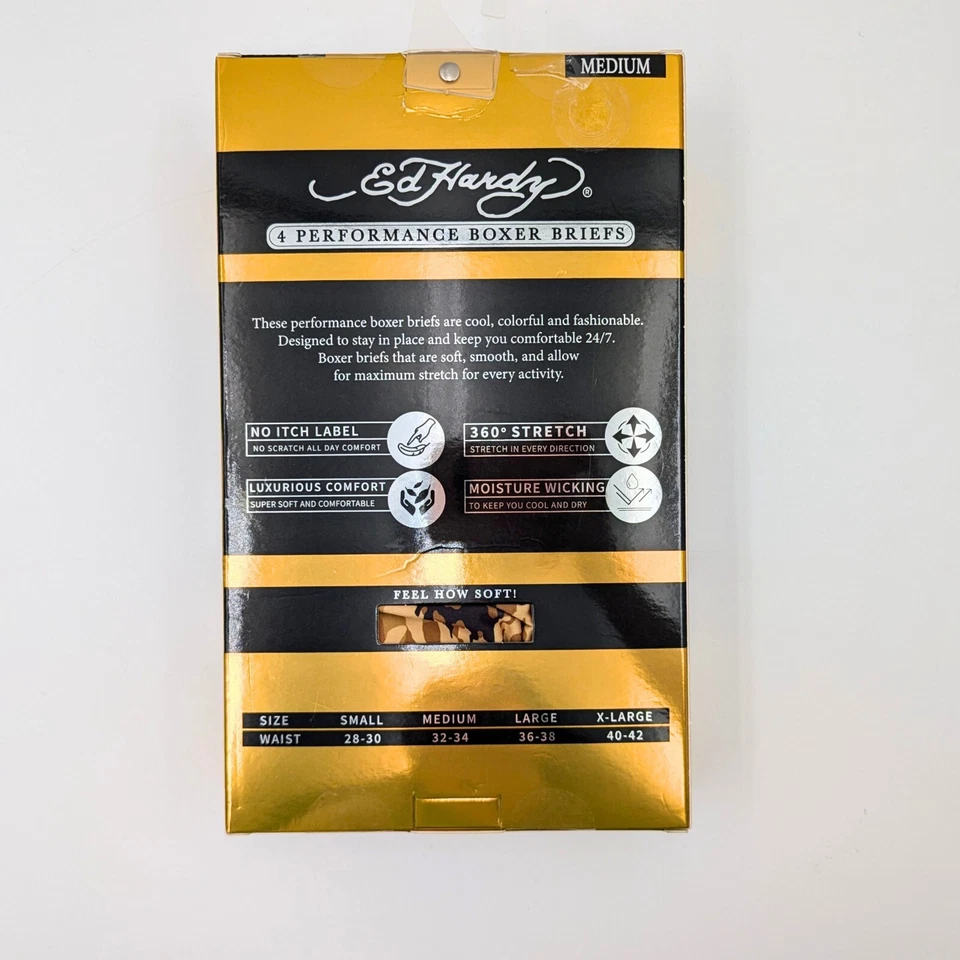 MEDIUM
Ed Hardy®
4 PERFORMANCE BOXER BRIEFS
These performance boxer briefs are cool, colorful and fashionable.
Designed to stay in place and keep you comfortable 24/7.
Boxer briefs that are soft, smooth, and allow
for maximum stretch for every activity.
NO ITCH LABEL
NO SCRATCH ALL DAY COMFORT
360° STRETCH
STRETCH IN EVERY DIRECTION
LUXURIOUS COMFORT
SUPER SOFT AND COMFORTABLE
MOISTURE WICKING
TO KEEP YOU COOL AND DRY
FEEL HOW SOFT!
SIZE SMALL MEDIUM LARGE X-LARGE
WAIST 28-30 32-34 36-38 40-42